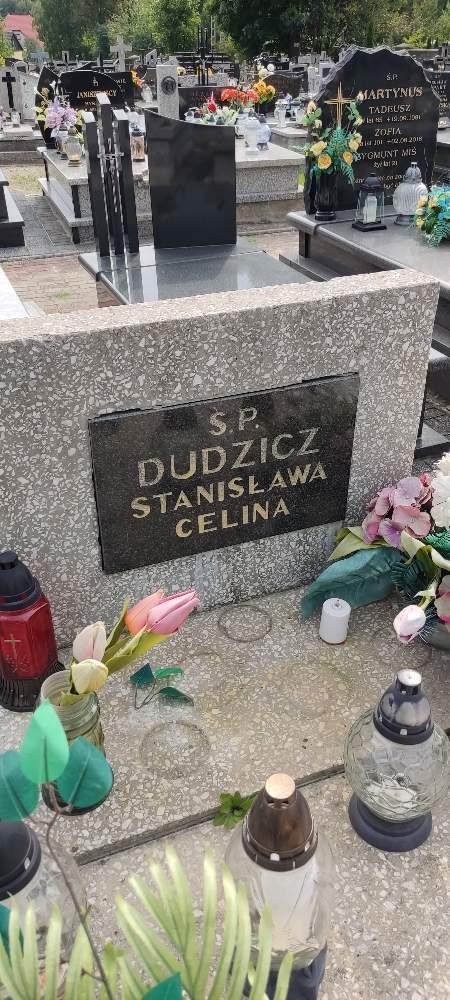 Ś.P.
MARTYNUS
TADEUSZ
ZOFIA
ZYGMUNT MIŚ
Ś.P.
DUDZICZ
STANISŁAWA
CELINA